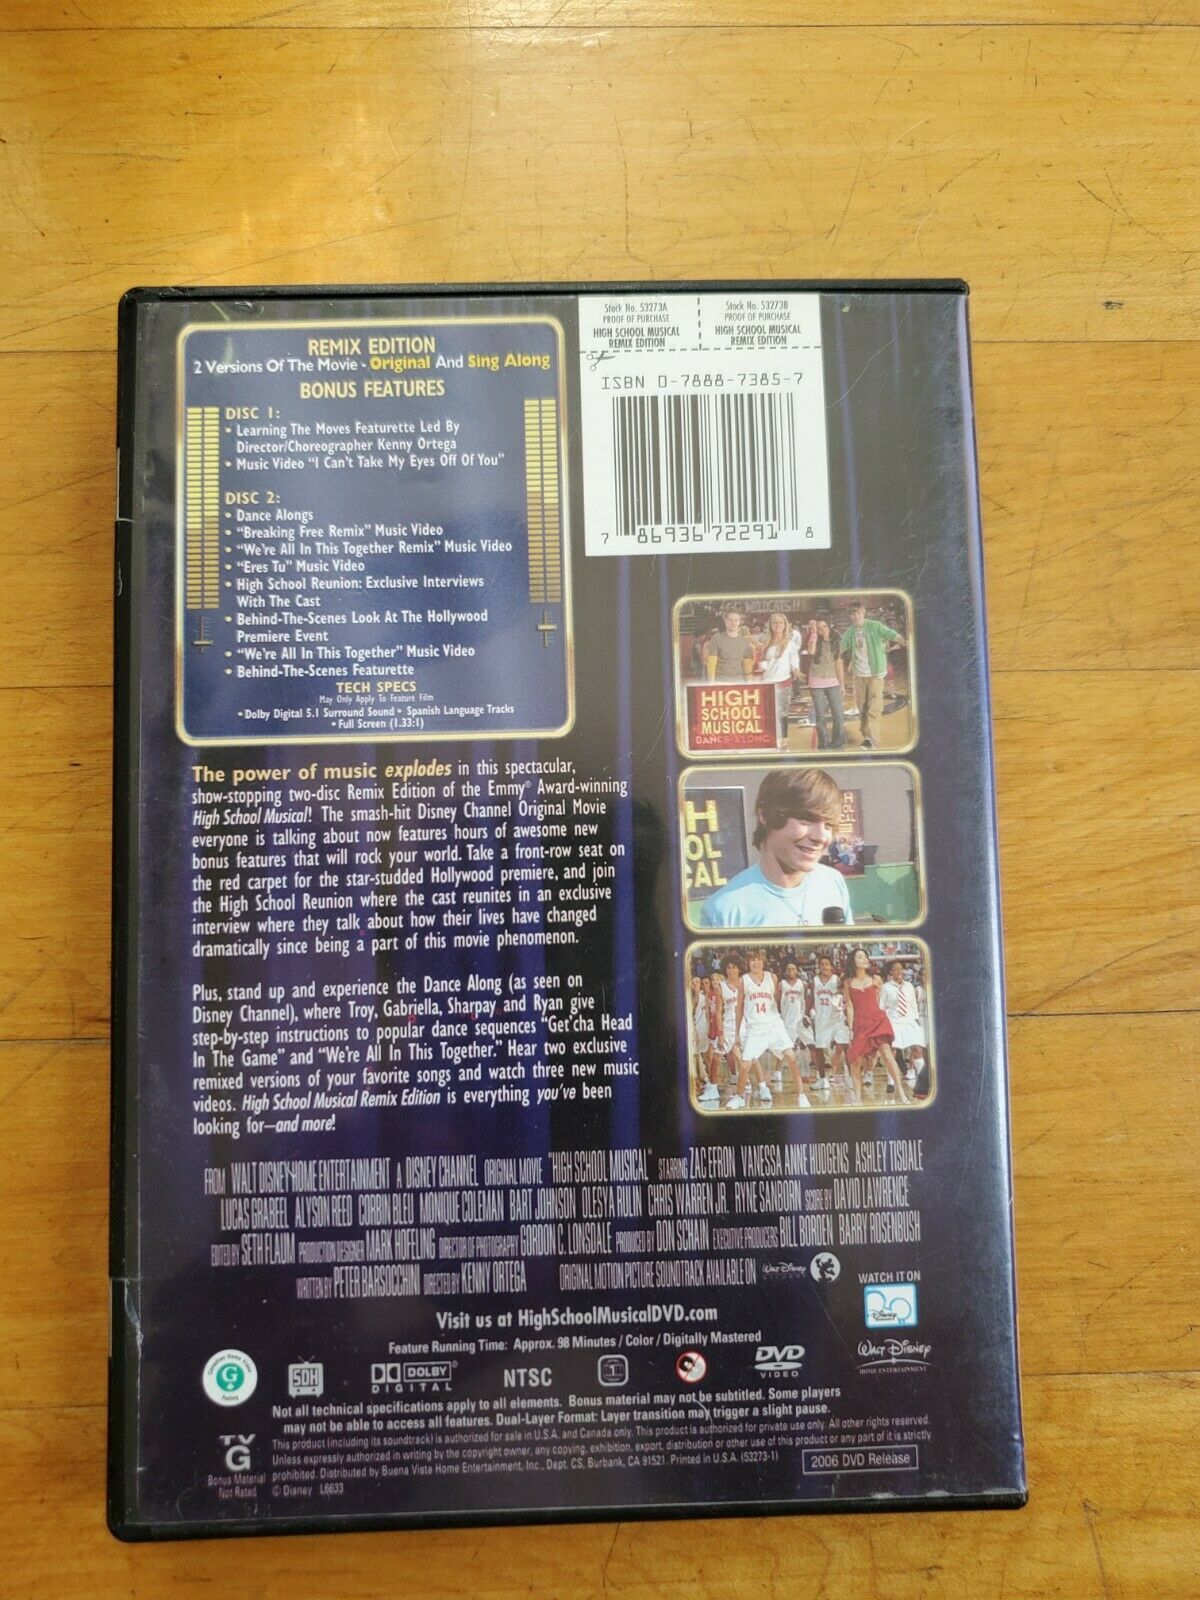 REMIX EDITION
2 Versions Of The Movie - Original And Sing Along
BONUS FEATURES
DISC 1:
• Learning The Moves Featurette Led By
Director/Choreographer Kenny Ortega
• Music Video "I Can't Take My Eyes Off Of You"
DISC 2:
• Dance Alongs
• "Breaking Free Remix" Music Video
• "We're All In This Together Remix" Music Video
• "Eres Tu" Music Video
• High School Reunion: Exclusive Interviews
With The Cast
• Behind-The-Scenes Look At The Hollywood
Premiere Event
• "We're All In This Together" Music Video
• Behind-The-Scenes Featurette
TECH SPECS
May Only Apply To Feature Film
• Dolby Digital 5.1 Surround Sound • Spanish Language Tracks
• Full Screen (1.33:1)
Stock No. 53273A
PROOF OF PURCHASE
HIGH SCHOOL MUSICAL
REMIX EDITION
Stock No. 53273B
PROOF OF PURCHASE
HIGH SCHOOL MUSICAL
REMIX EDITION
ISBN 0-7888-7385-7
7 86936 72291 8
WILDCATS!!
HIGH
SCHOOL
MUSICAL
DANCE-ALONG
H
OL
CAL
WILDCATS
14
32
The power of music explodes in this spectacular,
show-stopping two-disc Remix Edition of the Emmy® Award-winning
High School Musical! The smash-hit Disney Channel Original Movie
everyone is talking about now features hours of awesome new
bonus features that will rock your world. Take a front-row seat on
the red carpet for the star-studded Hollywood premiere, and join
the High School Reunion where the cast reunites in an exclusive
interview where they talk about how their lives have changed
dramatically since being a part of this movie phenomenon.
Plus, stand up and experience the Dance Along (as seen on
Disney Channel), where Troy, Gabriella, Sharpay and Ryan give
step-by-step instructions to popular dance sequences "Get'cha Head
In The Game" and "We're All In This Together." Hear two exclusive
remixed versions of your favorite songs and watch three new music
videos. High School Musical Remix Edition is everything you've been
looking for—and more!
FROM WALT DISNEY HOME ENTERTAINMENT A DISNEY CHANNEL ORIGINAL MOVIE "HIGH SCHOOL MUSICAL" STARRING ZAC EFRON VANESSA ANNE HUDGENS ASHLEY TISDALE
LUCAS GRABEEL ALYSON REED CORBIN BLEU MONIQUE COLEMAN BART JOHNSON OLESYA RULIN CHRIS WARREN JR. RYNE SANBORN SCORE BY DAVID LAWRENCE
EDITED BY SETH FLAUM PRODUCTION DESIGNER MARK HOFELING DIRECTOR OF PHOTOGRAPHY GORDON C. LONSDALE PRODUCED BY DON SCHAIN EXECUTIVE PRODUCERS BILL BORDEN BARRY ROSENBUSH
WRITTEN BY PETER BARSOCCHINI DIRECTED BY KENNY ORTEGA ORIGINAL MOTION PICTURE SOUNDTRACK AVAILABLE ON WALT DISNEY
WATCH IT ON
Disney
Visit us at HighSchoolMusicalDVD.com
Feature Running Time: Approx. 98 Minutes / Color / Digitally Mastered
Canadian Home Video
G
Rated
SDH
DOLBY
DIGITAL
NTSC
1
DVD
VIDEO
WALT DISNEY
HOME ENTERTAINMENT
Not all technical specifications apply to all elements. Bonus material may not be subtitled. Some players
may not be able to access all features. Dual-Layer Format: Layer transition may trigger a slight pause.
TV
G
Bonus Material
Not Rated
This product (including its soundtrack) is authorized for sale in U.S.A. and Canada only. This product is authorized for private use only. All other rights reserved.
Unless expressly authorized in writing by the copyright owner, any copying, exhibition, export, distribution or other use of this product or any part of it is strictly
prohibited. Distributed by Buena Vista Home Entertainment, Inc., Dept. CS, Burbank, CA 91521. Printed in U.S.A. (53273-1)
© Disney L6633
2006 DVD Release